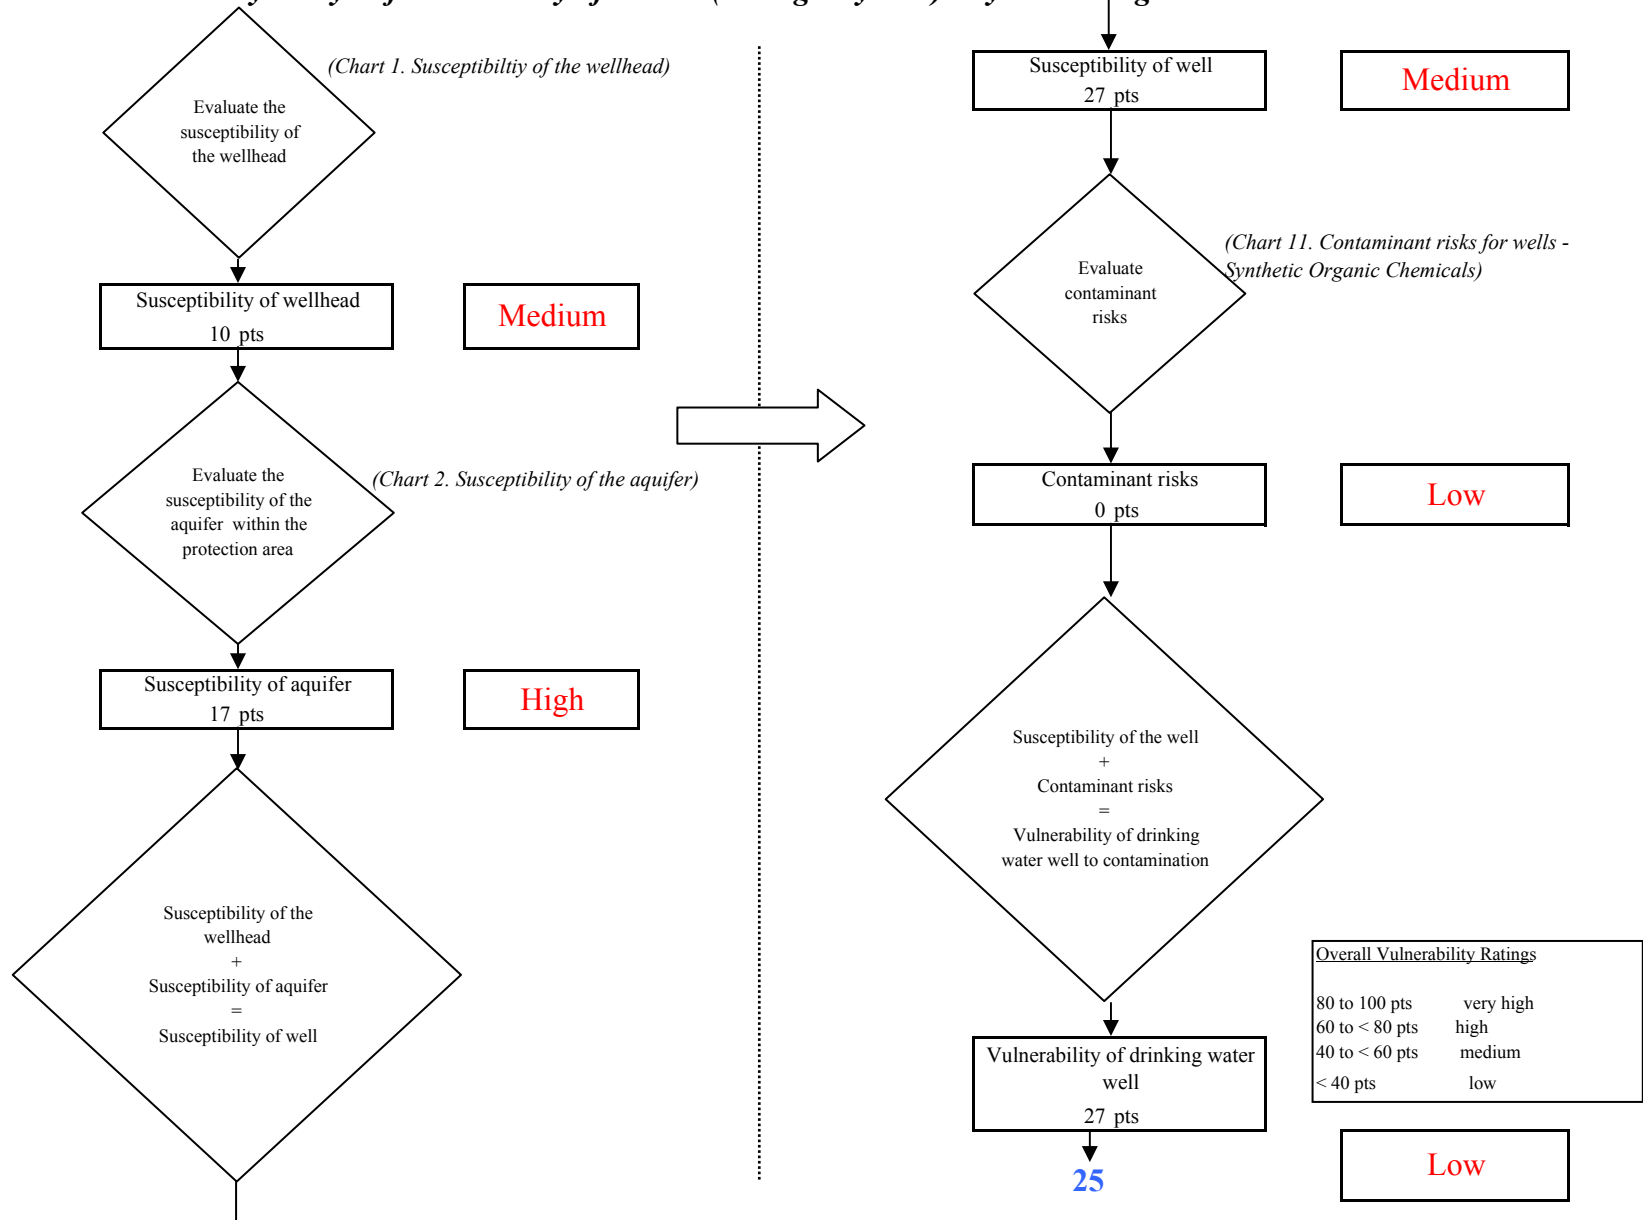 (Chart 1. Susceptibiltiy of the wellhead)
Evaluate the
susceptibility of
the wellhead
Susceptibility of wellhead
10 pts
Medium
Evaluate the
susceptibility of the
aquifer within the
protection area
(Chart 2. Susceptibility of the aquifer)
Susceptibility of aquifer
17 pts
High
Susceptibility of the
wellhead
+
Susceptibility of aquifer
=
Susceptibility of well
Susceptibility of well
27 pts
Medium
Evaluate
contaminant
risks
(Chart 11. Contaminant risks for wells -
Synthetic Organic Chemicals)
Contaminant risks
0 pts
Low
Susceptibility of the well
+
Contaminant risks
=
Vulnerability of drinking
water well to contamination
Vulnerability of drinking water
well
27 pts
25
Overall Vulnerability Ratings
80 to 100 pts very high
60 to < 80 pts high
40 to < 60 pts medium
< 40 pts low
Low